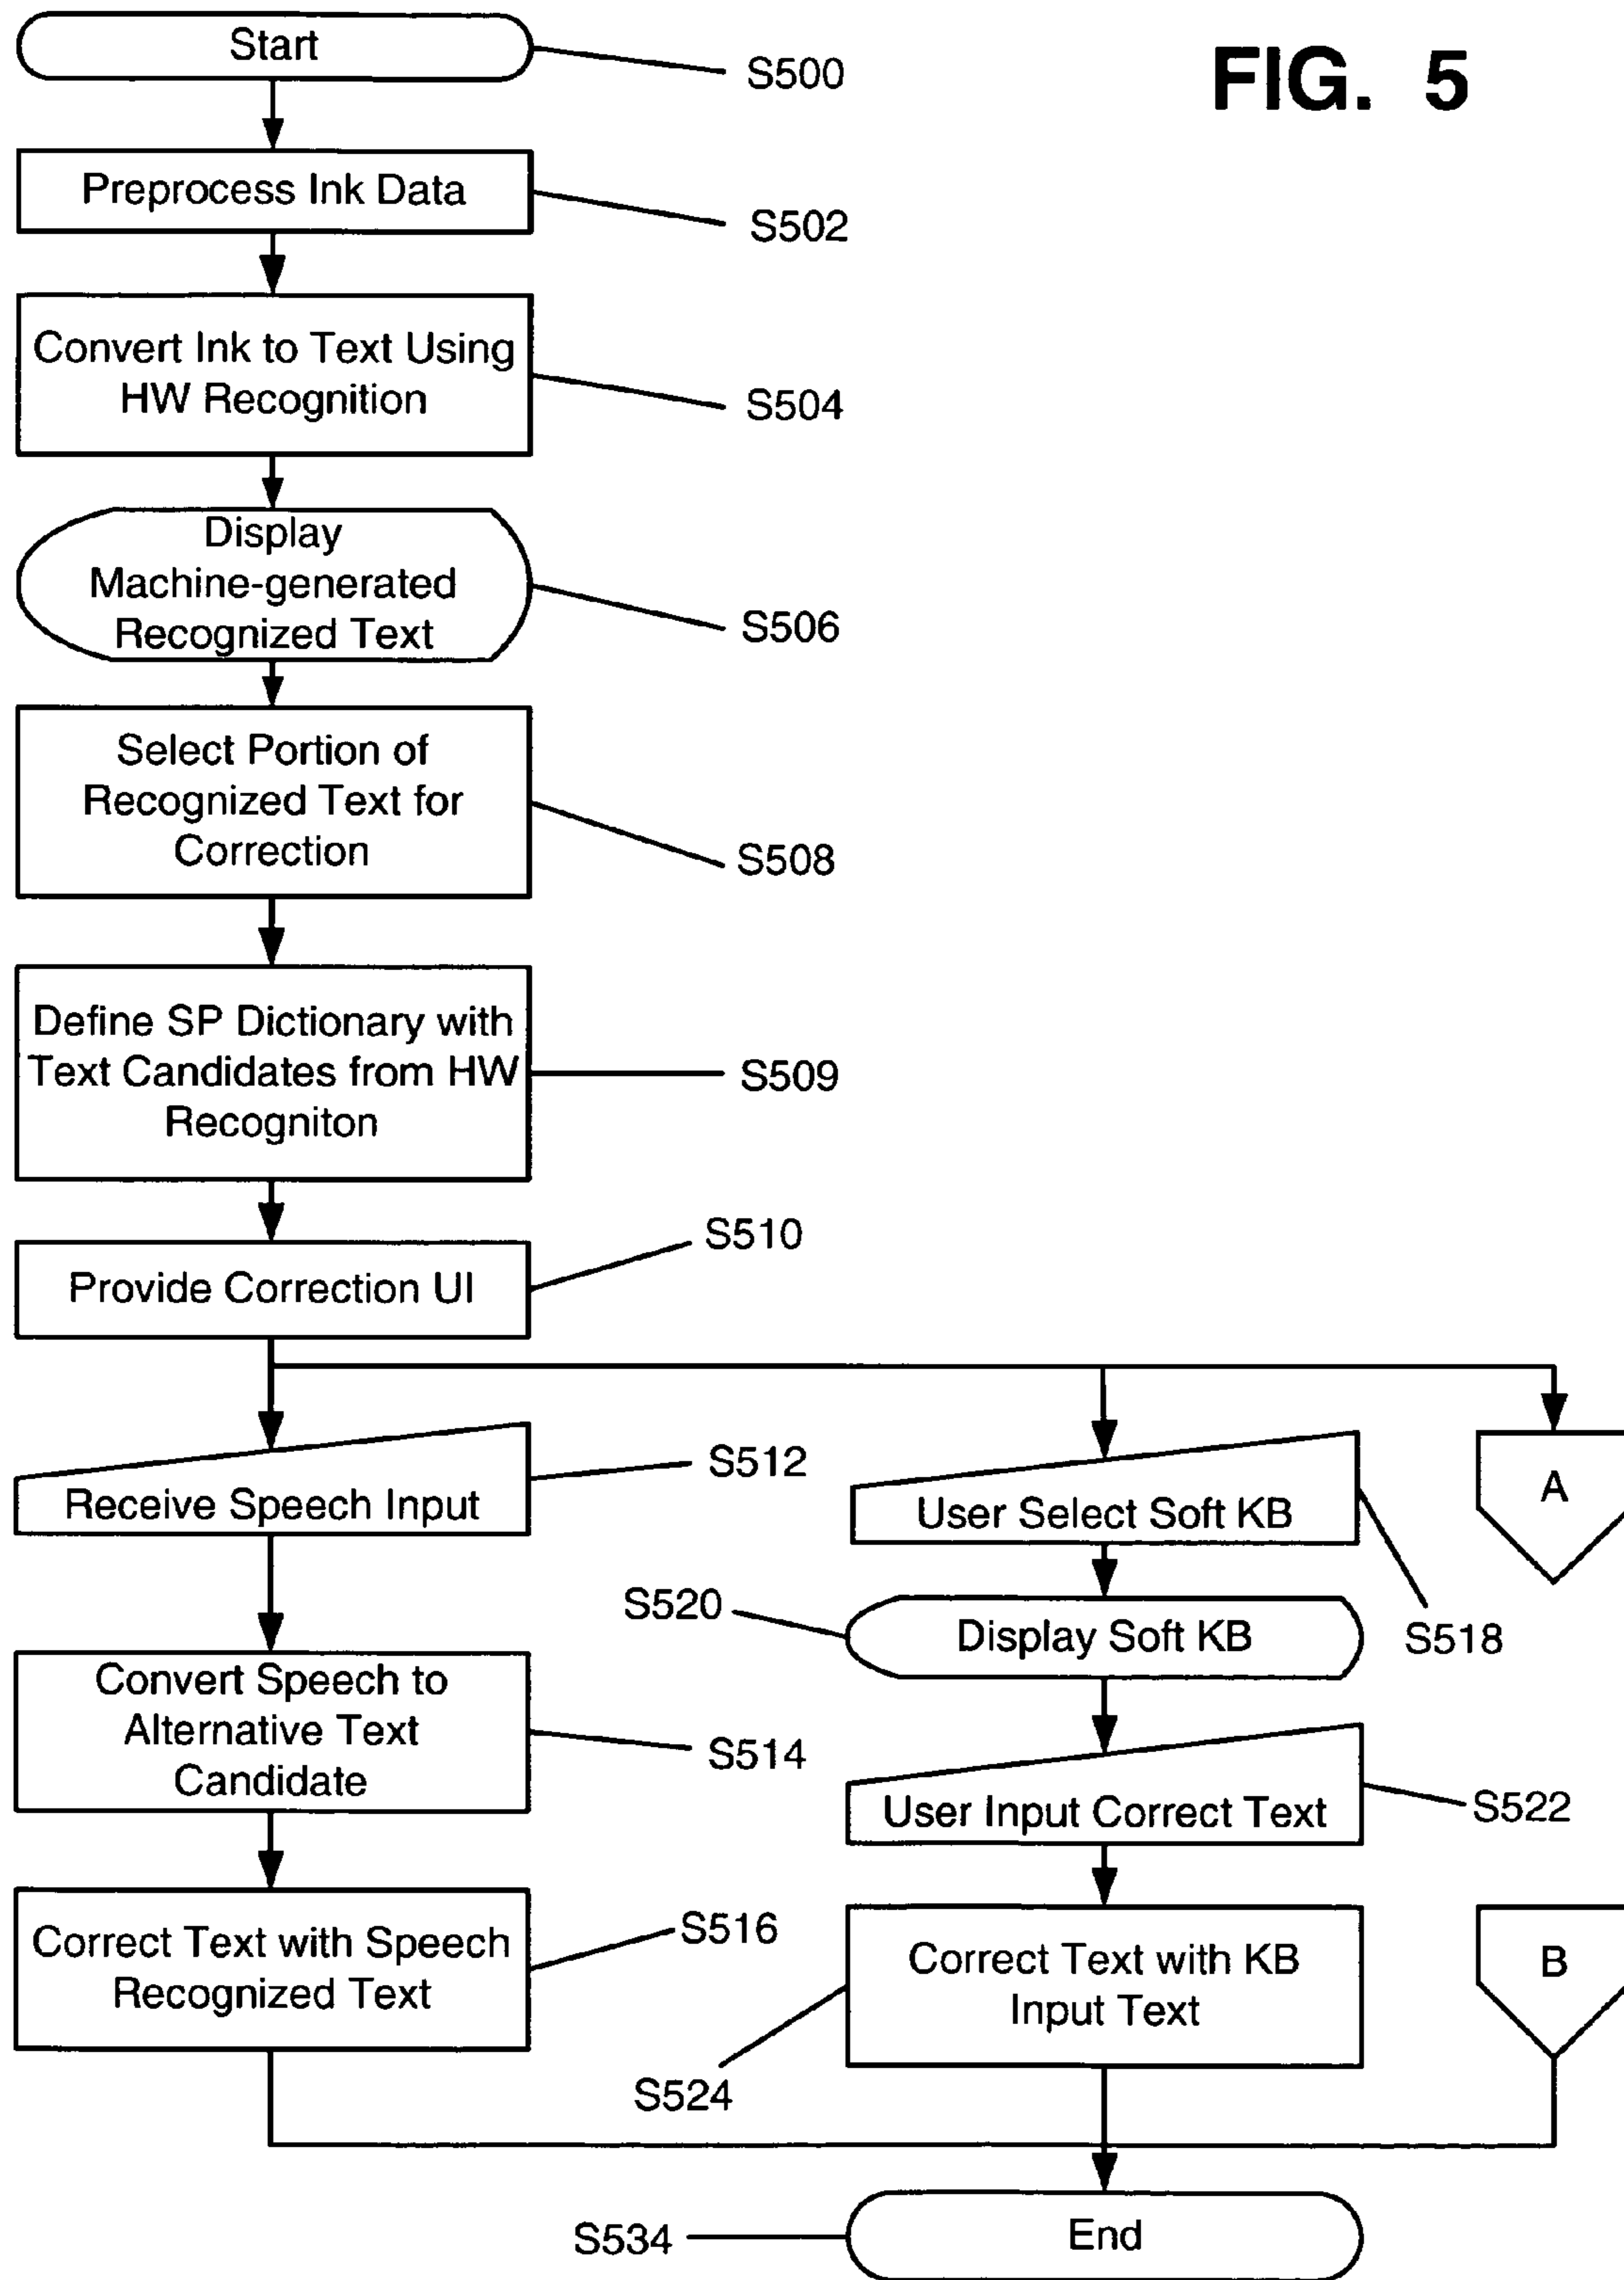 FIG. 5
Start
S500
Preprocess Ink Data
S502
Convert Ink to Text Using
HW Recognition
S504
Display
Machine-generated
Recognized Text
S506
Select Portion of
Recognized Text for
Correction
S508
Define SP Dictionary with
Text Candidates from HW
Recogniton
S509
Provide Correction UI
S510
Receive Speech Input
S512
User Select Soft KB
S518
A
Display Soft KB
S520
Convert Speech to
Alternative Text
Candidate
S514
User Input Correct Text
S522
Correct Text with Speech
Recognized Text
S516
Correct Text with KB
Input Text
S524
B
End
S534